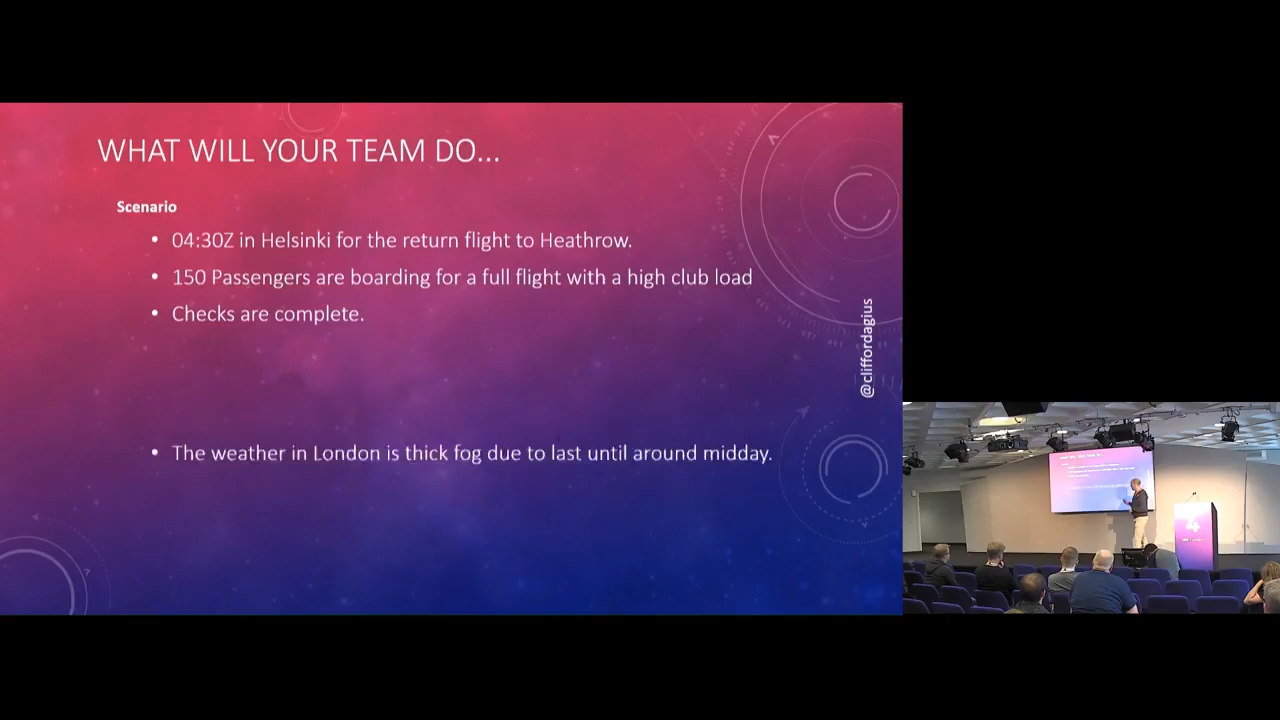 WHAT WILL YOUR TEAM DO...
Scenario
• 04:30Z in Helsinki for the return flight to Heathrow.
• 150 Passengers are boarding for a full flight with a high club load
• Checks are complete.
• The weather in London is thick fog due to last until around midday.
@cliffordagius